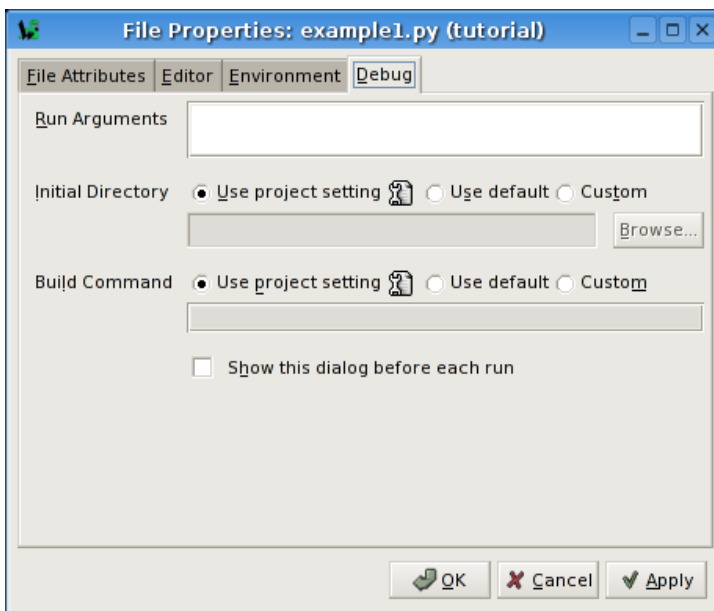 File Properties: example1.py (tutorial)
File Attributes Editor Environment Debug
Run Arguments
Initial Directory Use project setting Use default Custom
Browse...
Build Command Use project setting Use default Custom
Show this dialog before each run
OK Cancel Apply